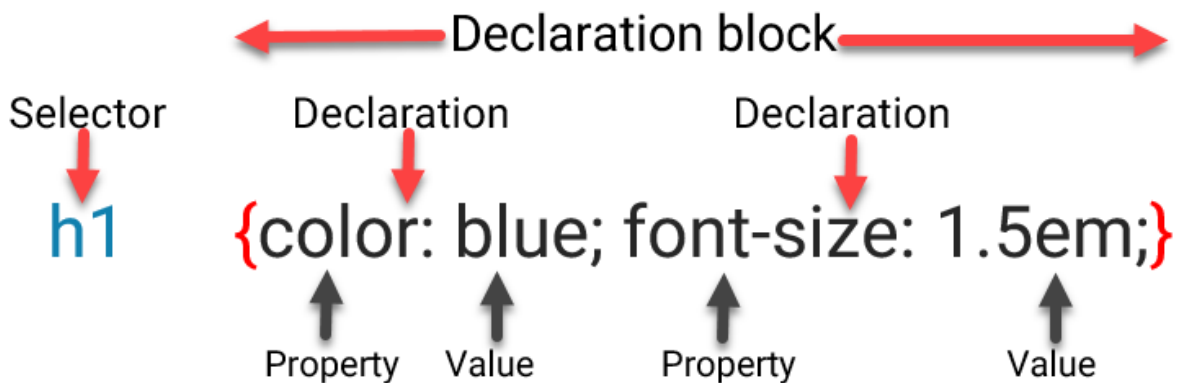 Declaration block
Selector Declaration Declaration
h1 {color: blue; font-size: 1.5em;}
Property Value Property Value